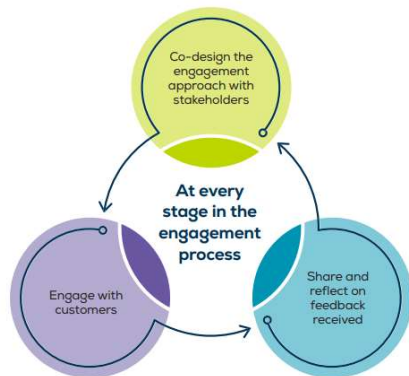 Co-design the
engagement
approach with
stakeholders
At every
stage in the
engagement
process
Engage with
customers
Share and
reflect on
feedback
received